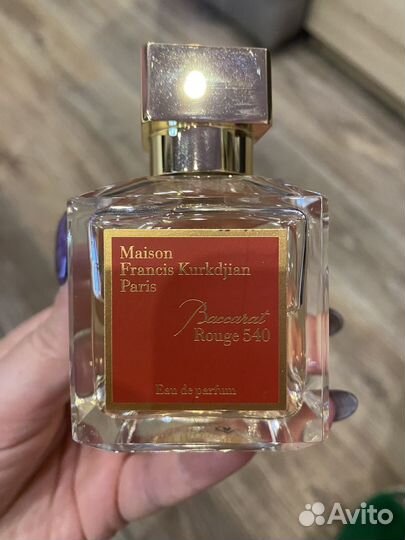 Maison
Francis Kurkdjian
Paris
Baccarat
Rouge 540
Eau de parfum
Avito